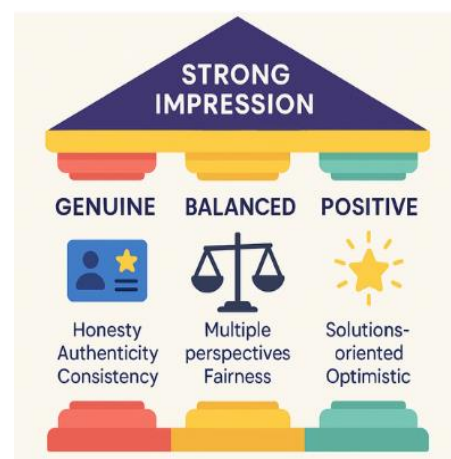 STRONG
IMPRESSION
GENUINE
BALANCED
POSITIVE
Honesty
Authenticity
Consistency
Multiple
perspectives
Fairness
Solutions-
oriented
Optimistic